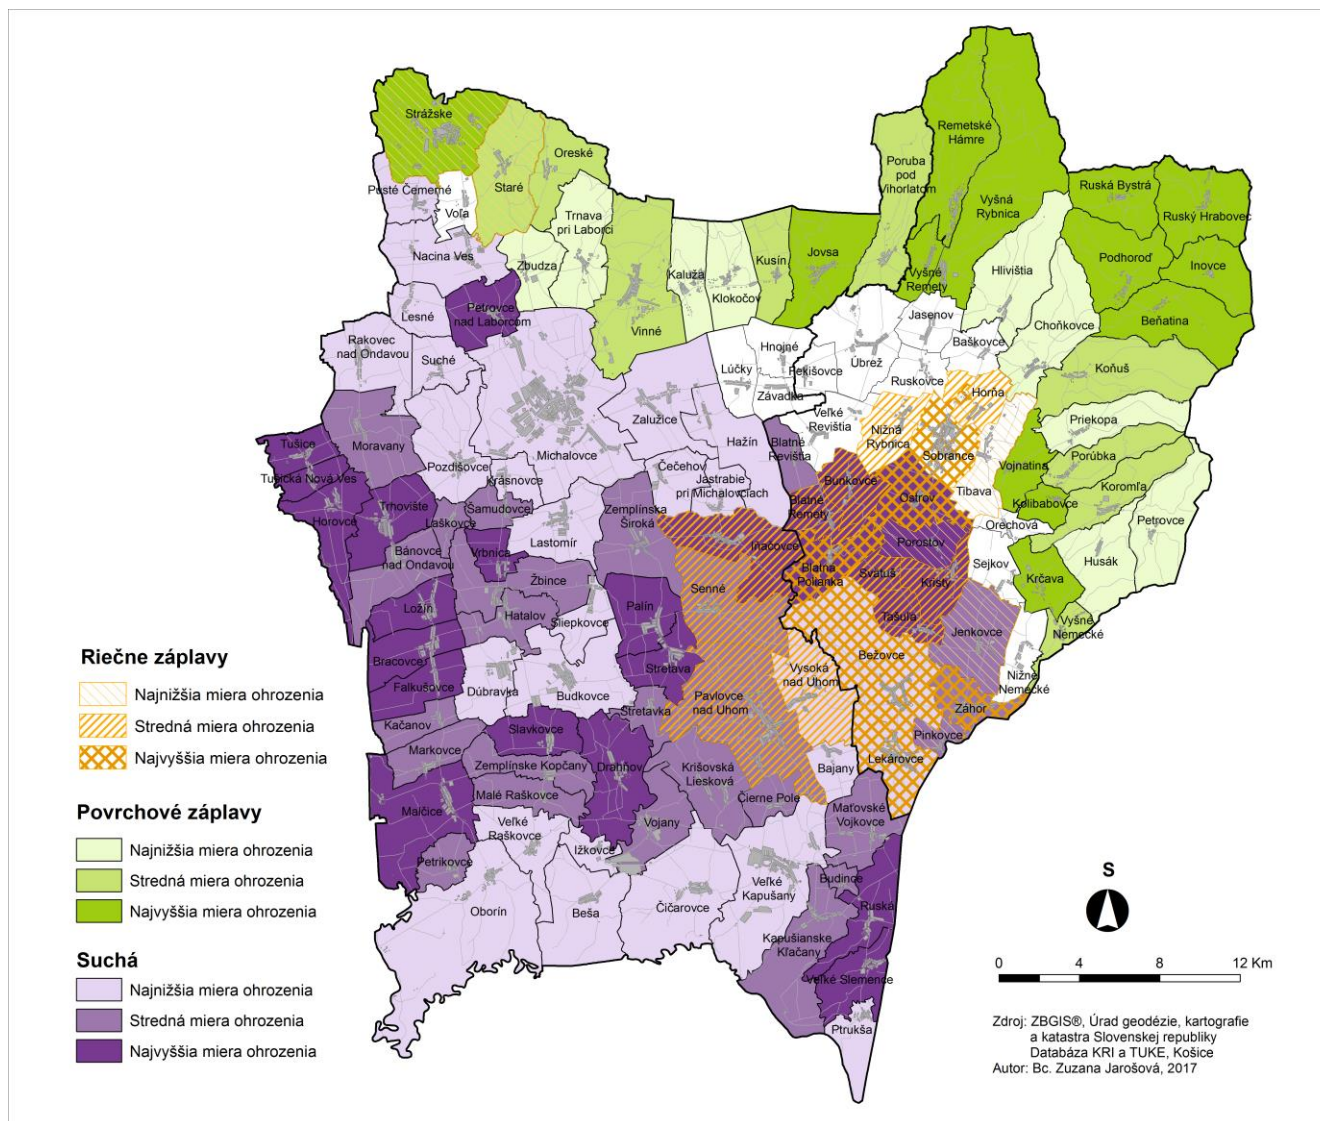 Strážske
Oreské
Pusté Čemerné
Staré
Voľa
Trnava
pri Laborci
Nacina Ves
Zbudza
Kaluža
Klokočov
Kusín
Jovsa
Poruba
pod
Vihorlatom
Remetské
Hámre
Vyšná
Rybnica
Vyšné
Remety
Ruská Bystrá
Ruský Hrabovec
Podhoroď
Inovce
Hlivištia
Beňatina
Choňkovce
Petrovce
nad Laborcom
Lesné
Vinné
Rakovec
nad Ondavou
Suché
Jasenov
Baškovce
Hnojné
Úbrež
Lúčky
Fekišovce
Závadka
Ruskovce
Koňuš
Horňa
Zalužice
Veľké
Revištia
Nižná
Rybnica
Priekopa
Tušice
Moravany
Hažín
Blatné
Revištia
Sobrance
Porúbka
Tušická Nová Ves
Pozdišovce
Michalovce
Čečehov
Vojnatina
Krásnovce
Jastrabie
pri Michalovciach
Bunkovce
Tibava
Koromľa
Horovce
Trhovište
Šamudovce
Zemplínska
Široká
Blatné
Remety
Ostrov
Kolibabovce
Laškovce
Lastomír
Orechová
Petrovce
Bánovce
nad Ondavou
Vrbnica
Iňačovce
Porostov
Sejkov
Husák
Žbince
Blatná
Polianka
Svätuš
Kristy
Krčava
Senné
Ložín
Hatalov
Palín
Sliepkovce
Tašuľa
Jenkovce
Vyšné
Nemecké
Bracovce
Stretava
Bežovce
Falkušovce
Dúbravka
Budkovce
Vysoká
nad Uhom
Nižné
Nemecké
Pavlovce
nad Uhom
Kačanov
Stretavka
Záhor
Slavkovce
Pinkovce
Markovce
Zemplínske Kopčany
Drahňov
Krišovská
Liesková
Lekárovce
Bajany
Malčice
Malé Raškovce
Čierne Pole
Maťovské
Vojkovce
Veľké
Raškovce
Vojany
Ižkovce
Petrikovce
Veľké
Kapušany
Budince
Oborín
Beša
Čičarovce
Ruská
Kapušianske
Kľačany
Veľké Slemence
Ptrukša
Riečne záplavy
Najnižšia miera ohrozenia
Stredná miera ohrozenia
Najvyššia miera ohrozenia
Povrchové záplavy
Najnižšia miera ohrozenia
Stredná miera ohrozenia
Najvyššia miera ohrozenia
Suchá
Najnižšia miera ohrozenia
Stredná miera ohrozenia
Najvyššia miera ohrozenia
S
0 4 8 12 Km
Zdroj: ZBGIS®, Úrad geodézie, kartografie
a katastra Slovenskej republiky
Databáza KRI a TUKE, Košice
Autor: Bc. Zuzana Jarošová, 2017